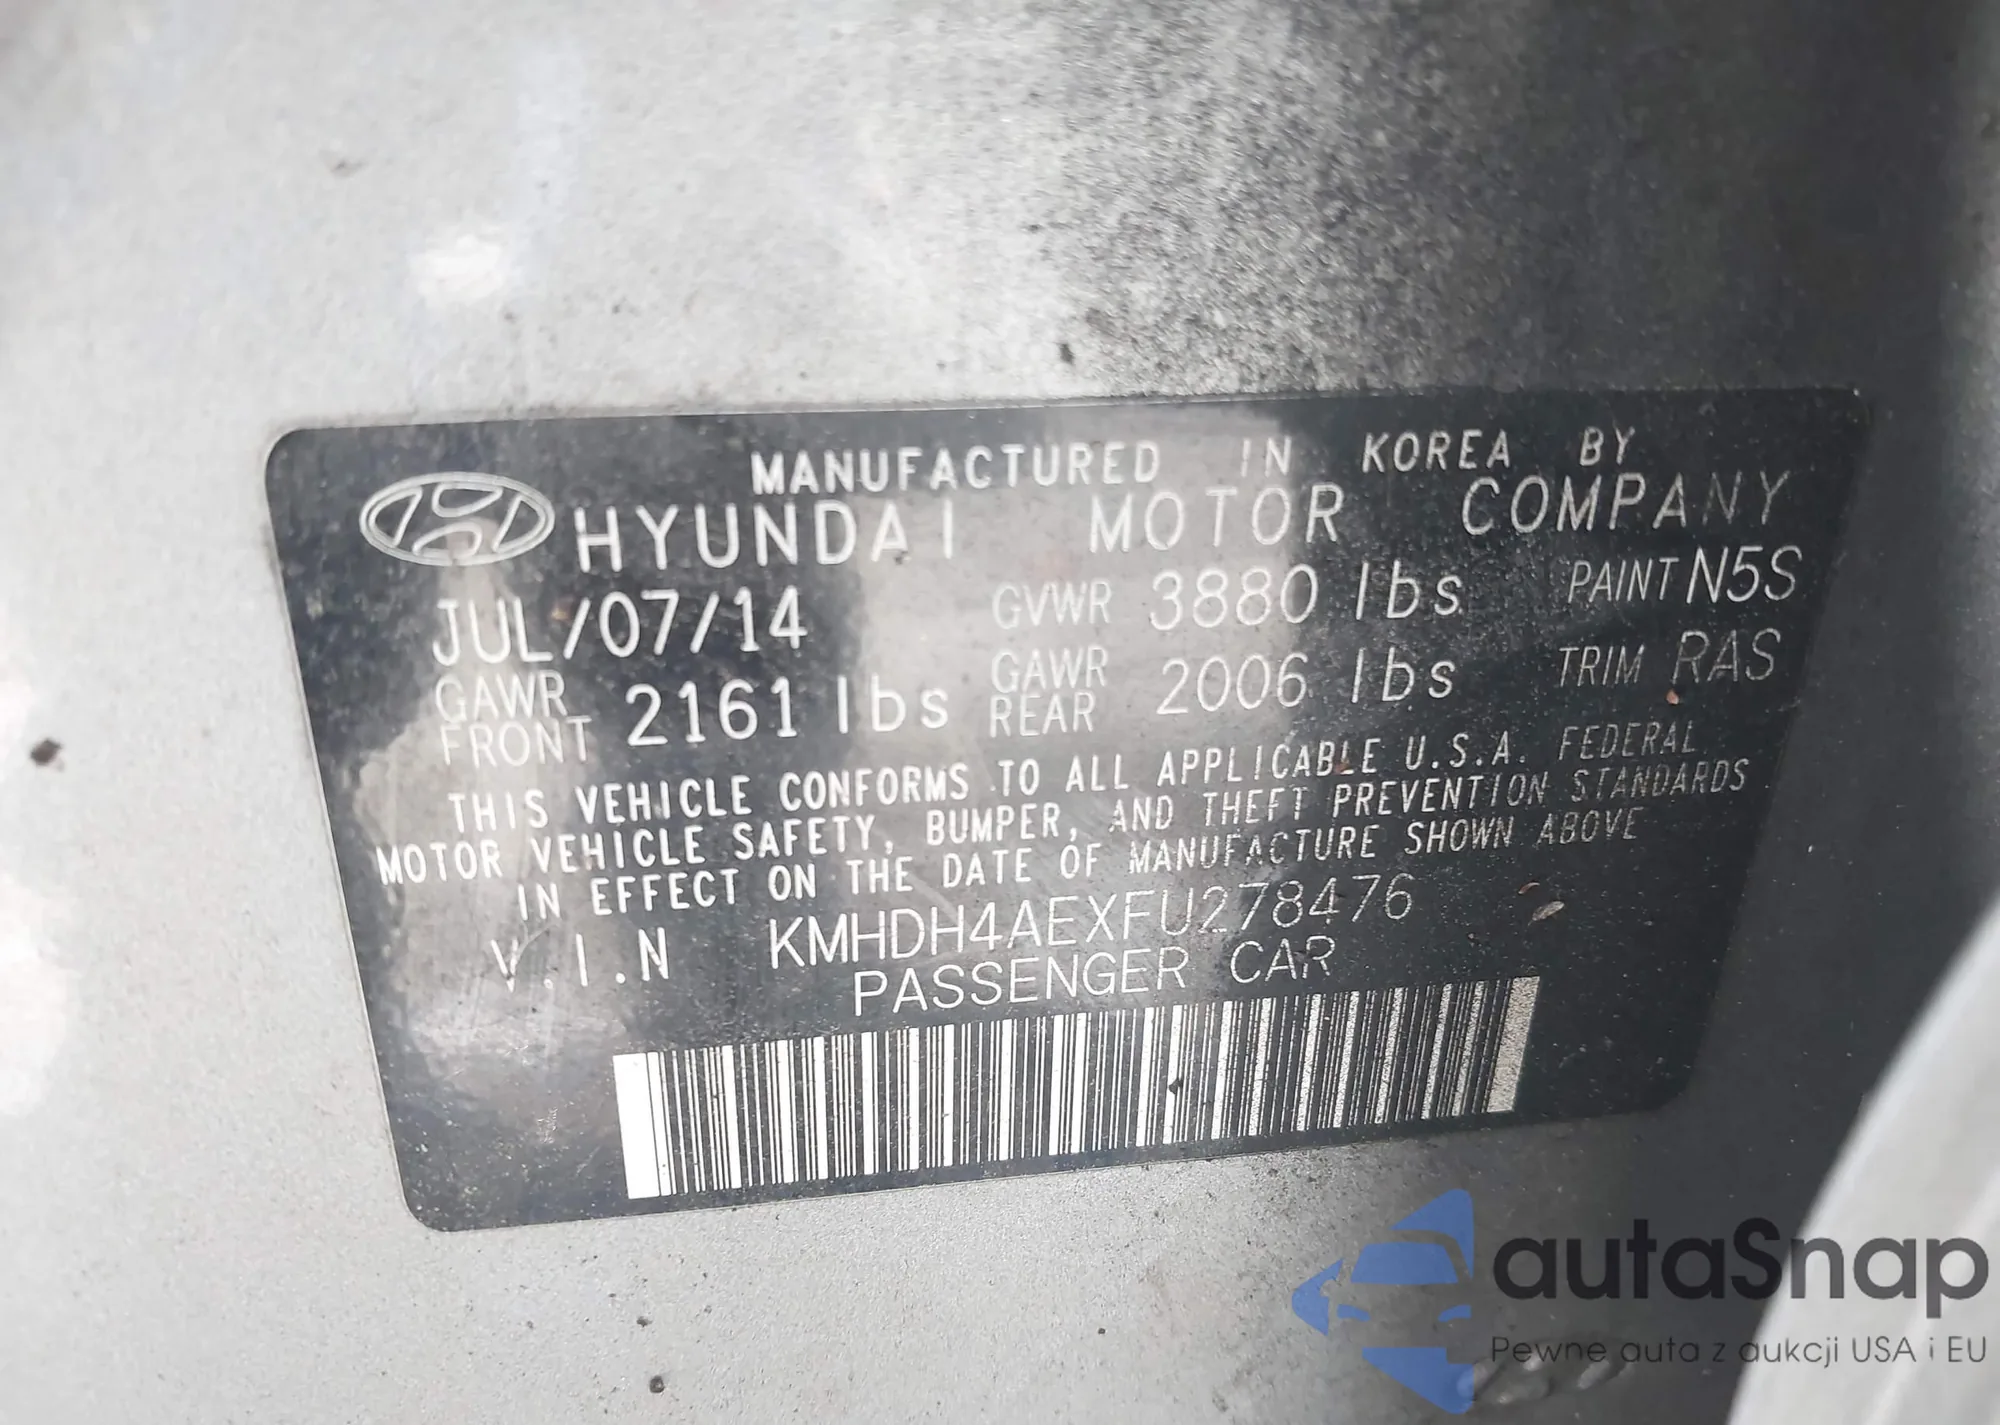 MANUFACTURED IN KOREA BY
HYUNDAI MOTOR COMPANY
JUL/07/14 GVWR 3880 lbs PAINT N5S
GAWR FRONT 2161 lbs GAWR REAR 2006 lbs TRIM RAS
THIS VEHICLE CONFORMS TO ALL APPLICABLE U.S.A. FEDERAL
MOTOR VEHICLE SAFETY, BUMPER, AND THEFT PREVENTION STANDARDS
IN EFFECT ON THE DATE OF MANUFACTURE SHOWN ABOVE
V.I.N KMHDH4AEXFU278476
PASSENGER CAR
autaSnap
Pewne auta z aukcji USA i EU